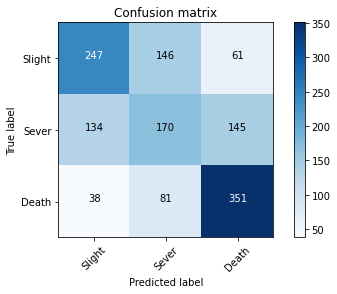 Confusion matrix
True label
Slight 247 146 61
Sever 134 170 145
Death 38 81 351
Slight Sever Death
Predicted label
350
300
250
200
150
100
50